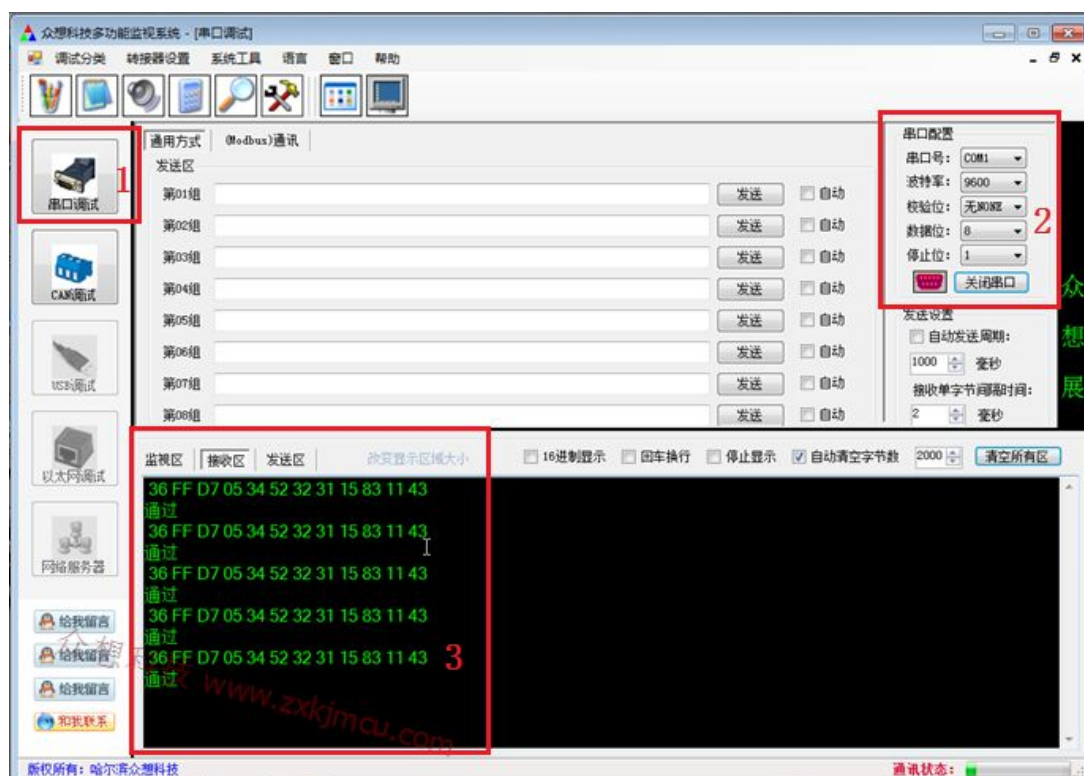 众想科技多功能监视系统 - [串口调试]
调试分类 转接器设置 系统工具 语言 窗口 帮助
串口调试
1
CAN调试
USB调试
以太网调试
网络服务器
给我留言
给我留言
给我留言
和我联系
通用方式 (Modbus)通讯
发送区
第01组 发送 自动
第02组 发送 自动
第03组 发送 自动
第04组 发送 自动
第05组 发送 自动
第06组 发送 自动
第07组 发送 自动
第08组 发送 自动
串口配置
串口号: COM1
波特率: 9600
校验位: 无NONE
数据位: 8
停止位: 1
关闭串口
2
发送设置
自动发送周期:
1000 毫秒
接收单字节间隔时间:
2 毫秒
众
想
展
监视区 接收区 发送区 改变显示区域大小 16进制显示 回车换行 停止显示 自动清空字节数 2000 清空所有区
36 FF D7 05 34 52 32 31 15 83 11 43
通过
36 FF D7 05 34 52 32 31 15 83 11 43
通过
36 FF D7 05 34 52 32 31 15 83 11 43
通过
36 FF D7 05 34 52 32 31 15 83 11 43
通过
36 FF D7 05 34 52 32 31 15 83 11 43
通过
3
www.zxkjmcu.com
版权所有: 哈尔滨众想科技 通讯状态: